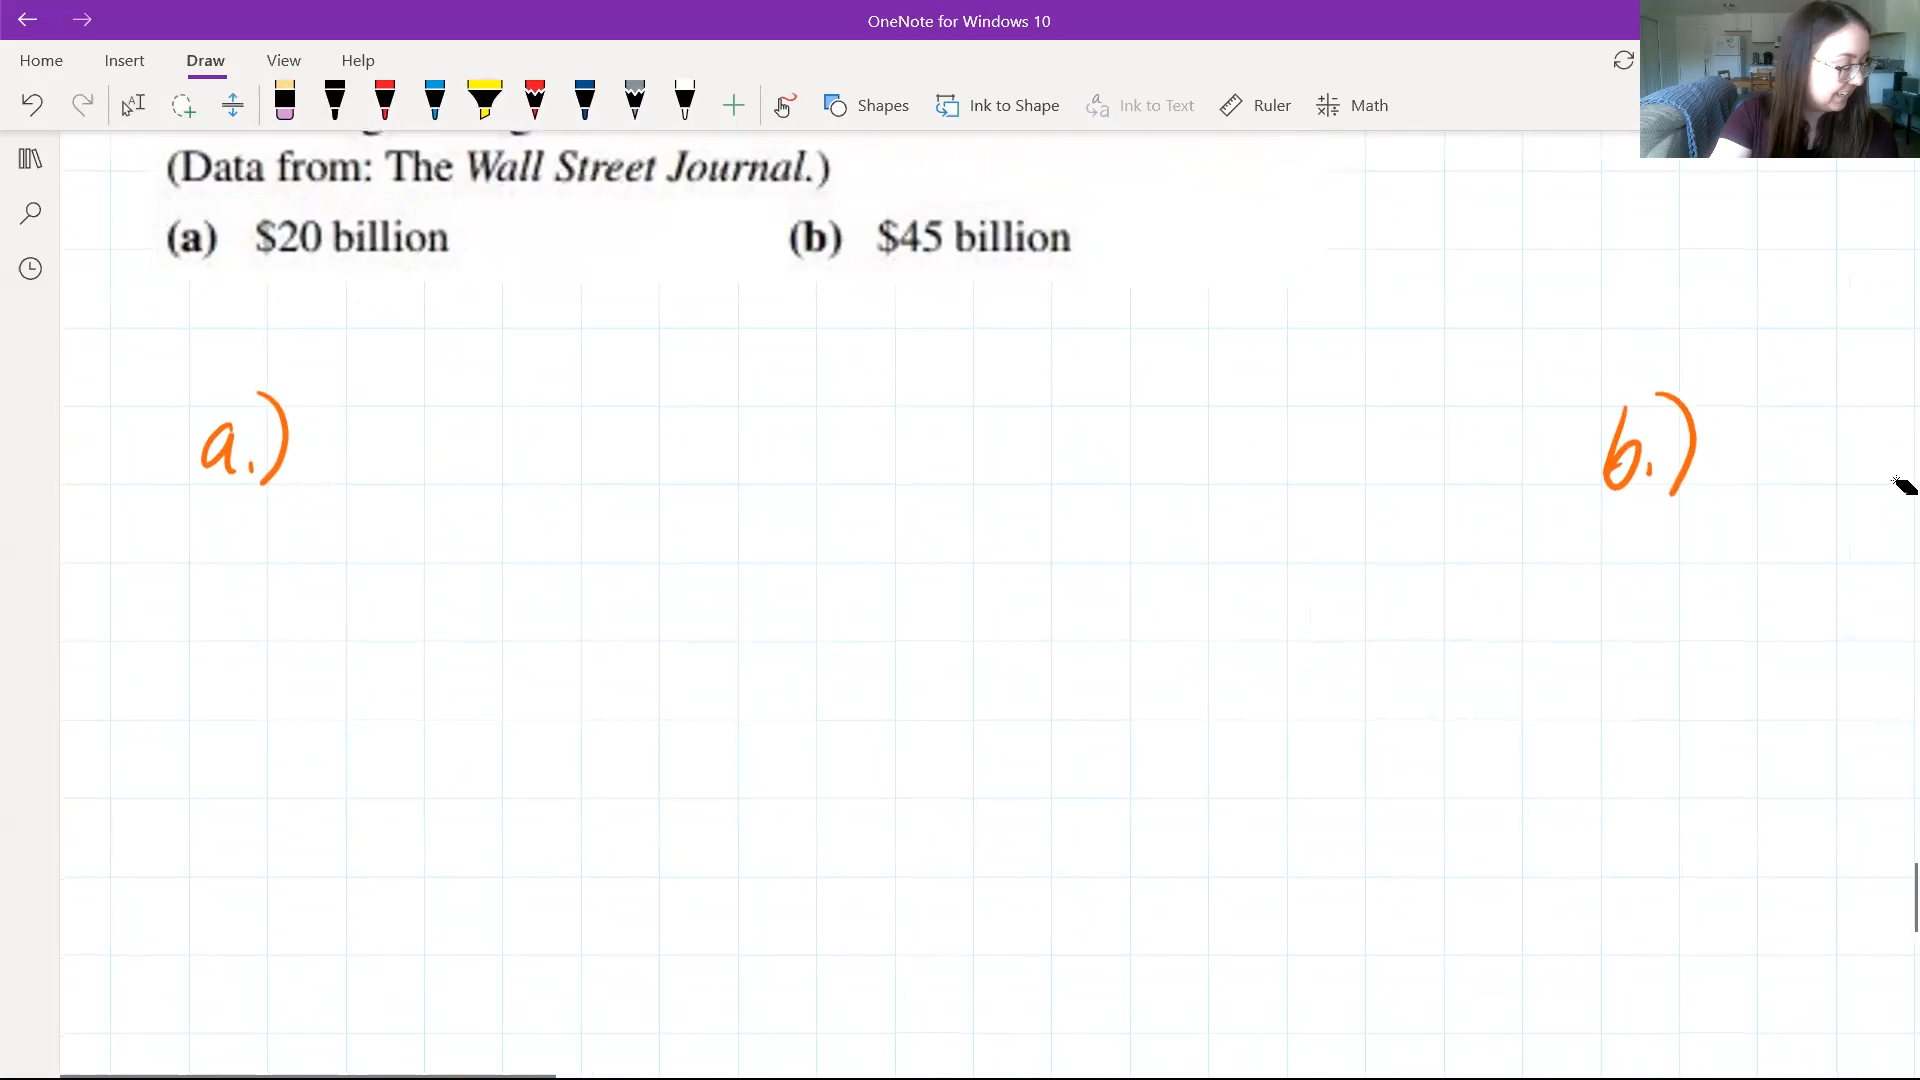 OneNote for Windows 10
Home Insert Draw View Help
Shapes Ink to Shape Ink to Text Ruler Math
(Data from: The Wall Street Journal.)
(a) $20 billion (b) $45 billion
a.) b.)